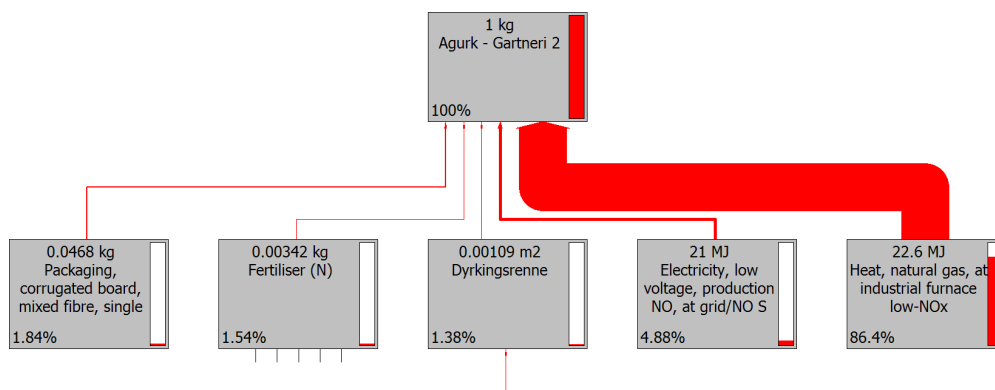 1 kg
Agurk - Gartneri 2
100%
0.0468 kg
Packaging,
corrugated board,
mixed fibre, single
1.84%
0.00342 kg
Fertiliser (N)
1.54%
0.00109 m2
Dyrkingsrenne
1.38%
21 MJ
Electricity, low
voltage, production
NO, at grid/NO S
4.88%
22.6 MJ
Heat, natural gas, at
industrial furnace
low-NOx
86.4%